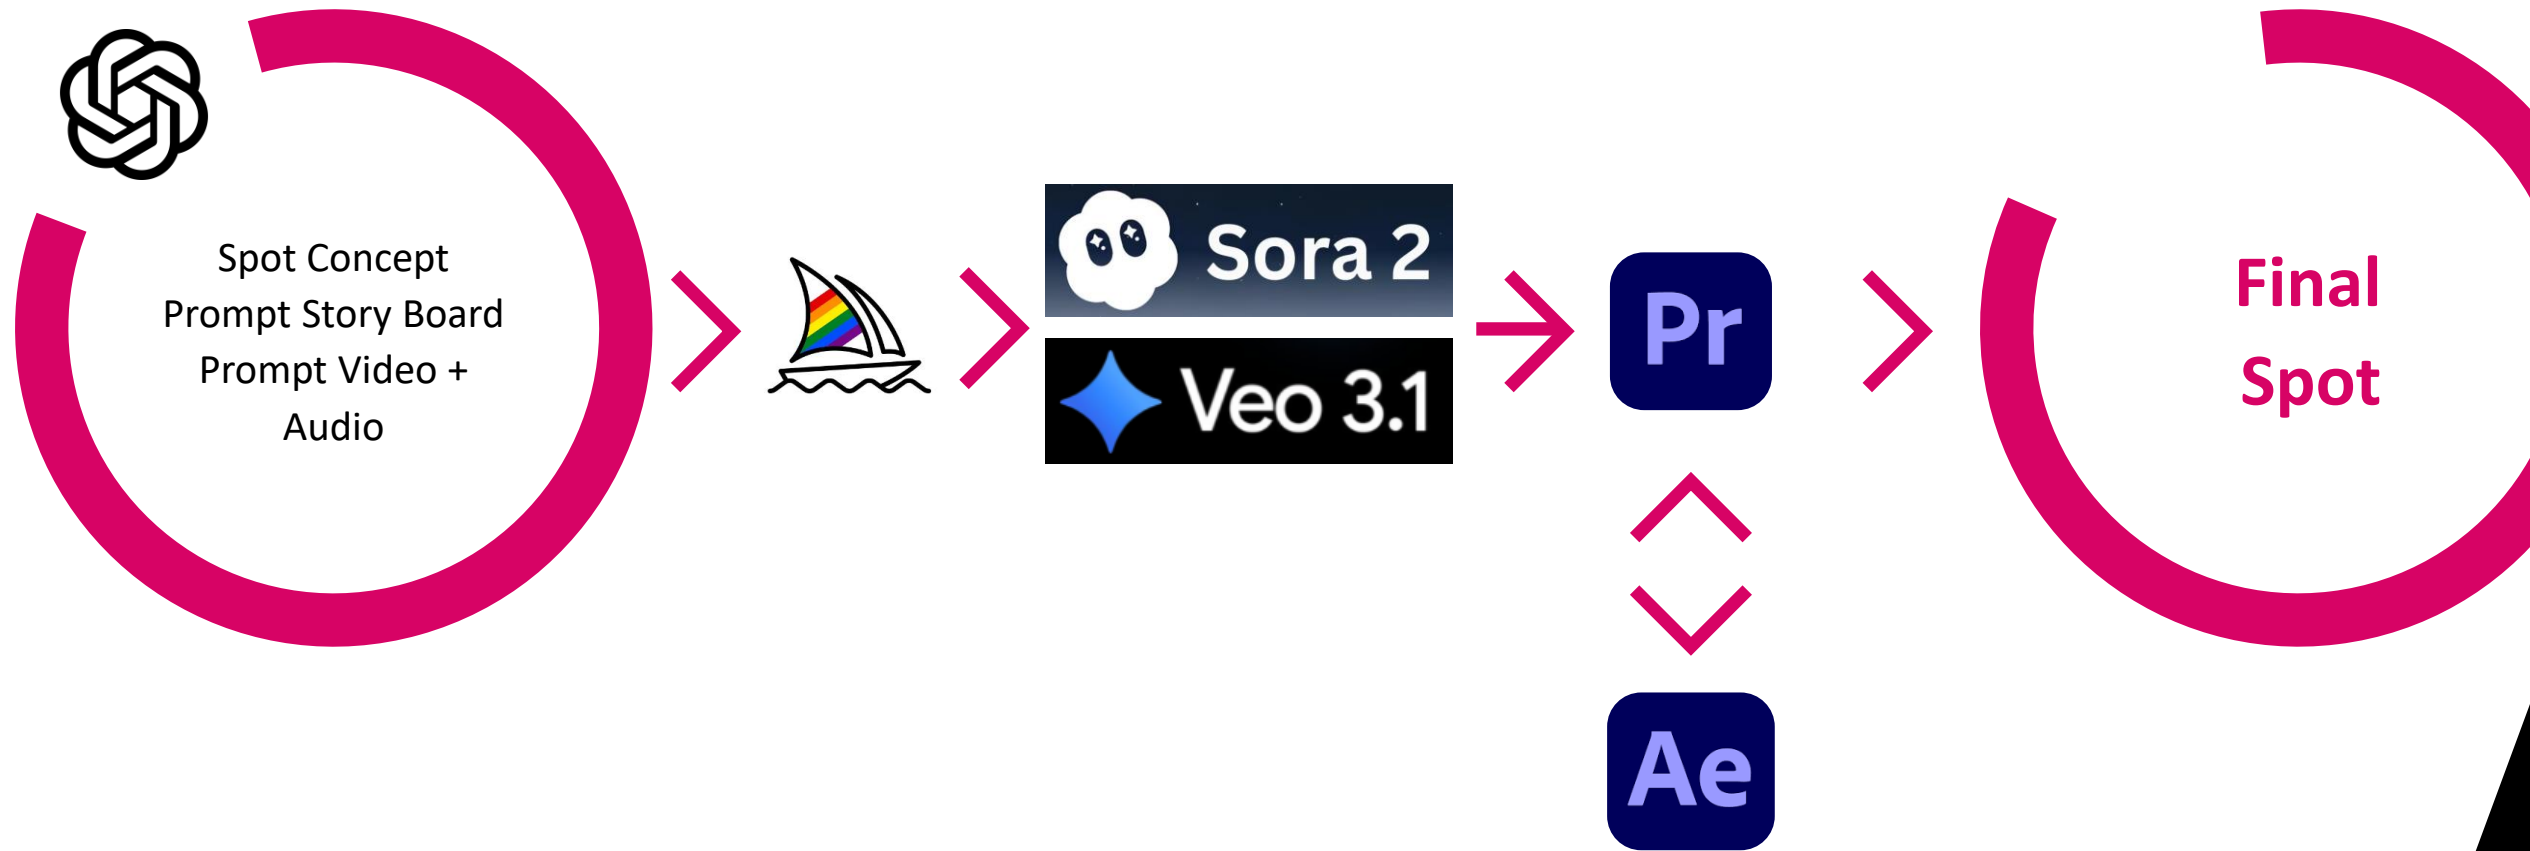 Spot Concept
Prompt Story Board
Prompt Video +
Audio
Sora 2
Veo 3.1
Pr
Ae
Final
Spot